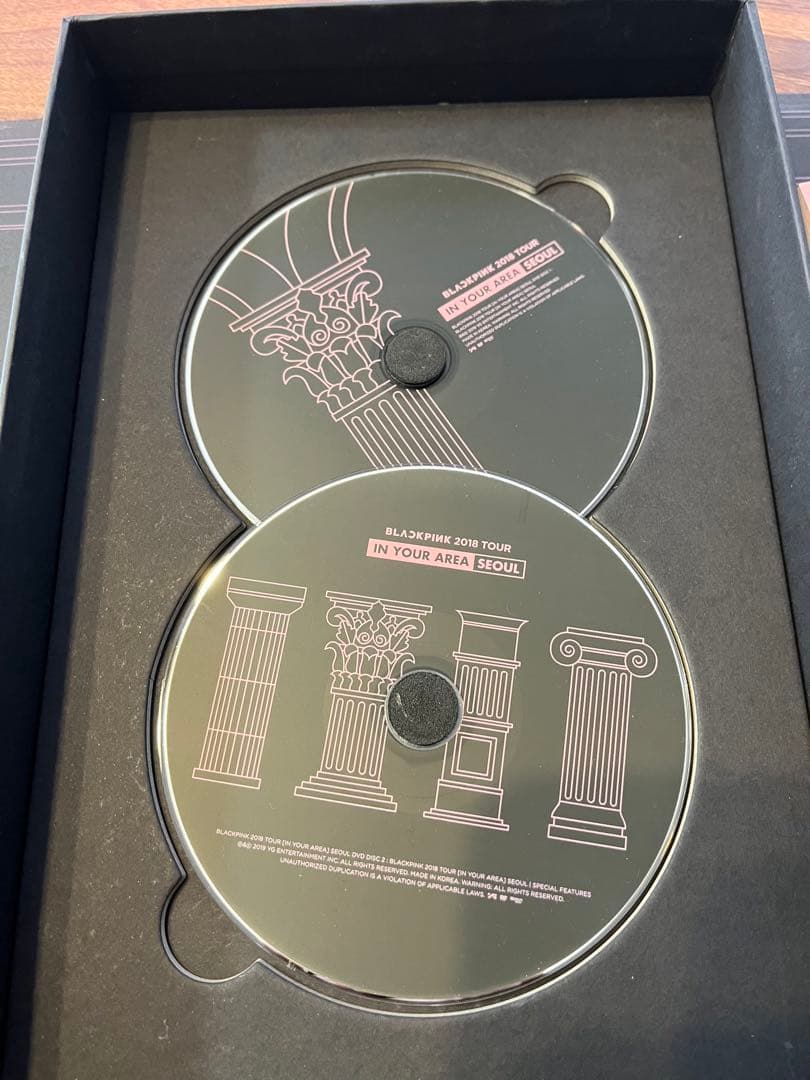 BLɅCKPIИK 2018 TOUR
IN YOUR AREA SEOUL
BLɅCKPIИK 2018 TOUR
IN YOUR AREA SEOUL
BLACKPINK 2018 TOUR [IN YOUR AREA] SEOUL DVD DISC 2 : BLACKPINK 2018 TOUR [IN YOUR AREA] SEOUL | SPECIAL FEATURES
℗&© 2019 YG ENTERTAINMENT INC. ALL RIGHTS RESERVED. MADE IN KOREA. WARNING: ALL RIGHTS RESERVED.
UNAUTHORIZED DUPLICATION IS A VIOLATION OF APPLICABLE LAWS.